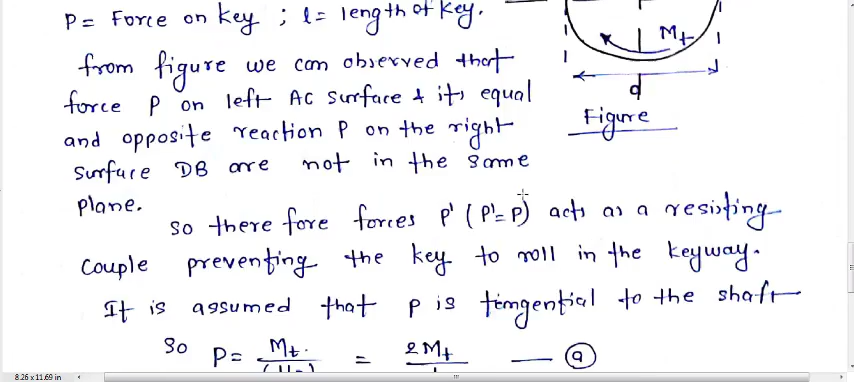 P = Force on key ; l = length of key.
Mt
from figure we can observed that
force P on left AC surface & its equal
d
and opposite reaction P on the right
Figure
surface DB are not in the same
plane.
so there fore forces P' (P'=P) acts as a resisting
couple preventing the key to roll in the keyway.
It is assumed that P is tangential to the shaft
So P = Mt = 2Mt — (a)
8.26 x 11.69 in